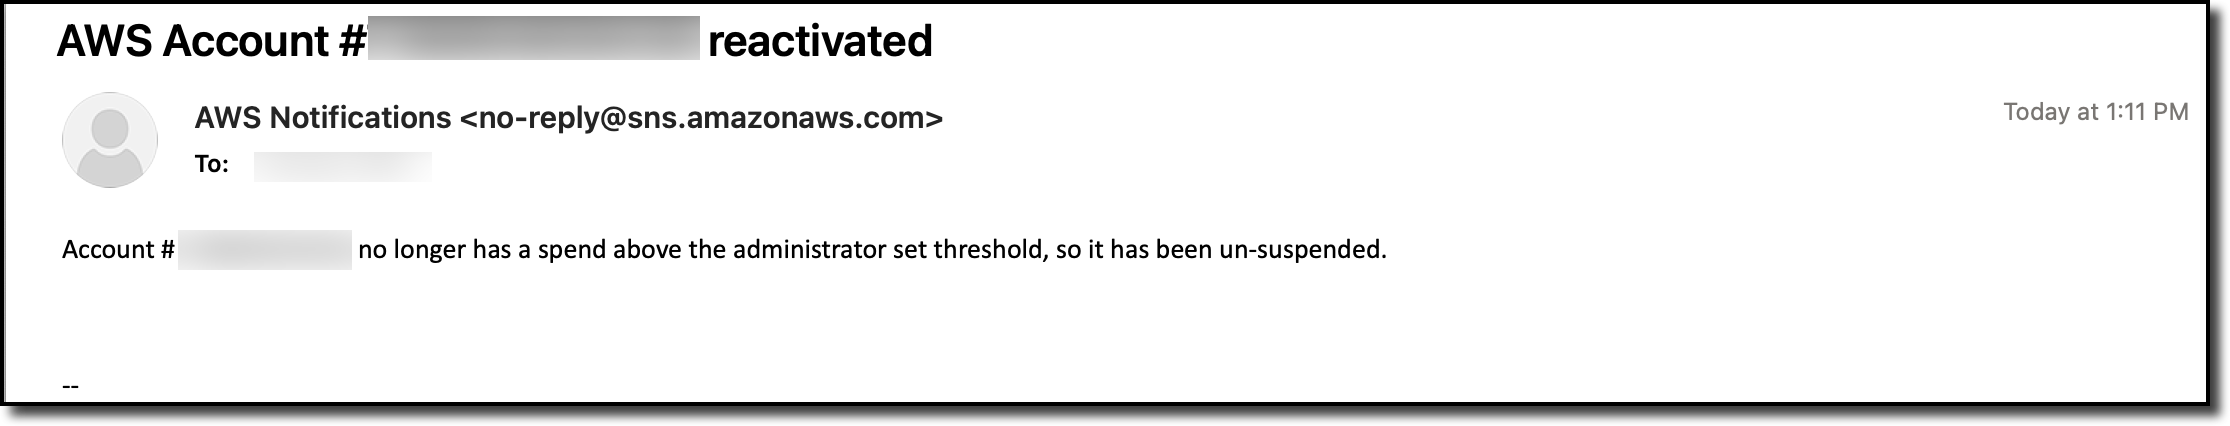 AWS Account # reactivated
AWS Notifications <no-reply@sns.amazonaws.com>
Today at 1:11 PM
To:
Account # no longer has a spend above the administrator set threshold, so it has been un-suspended.
--